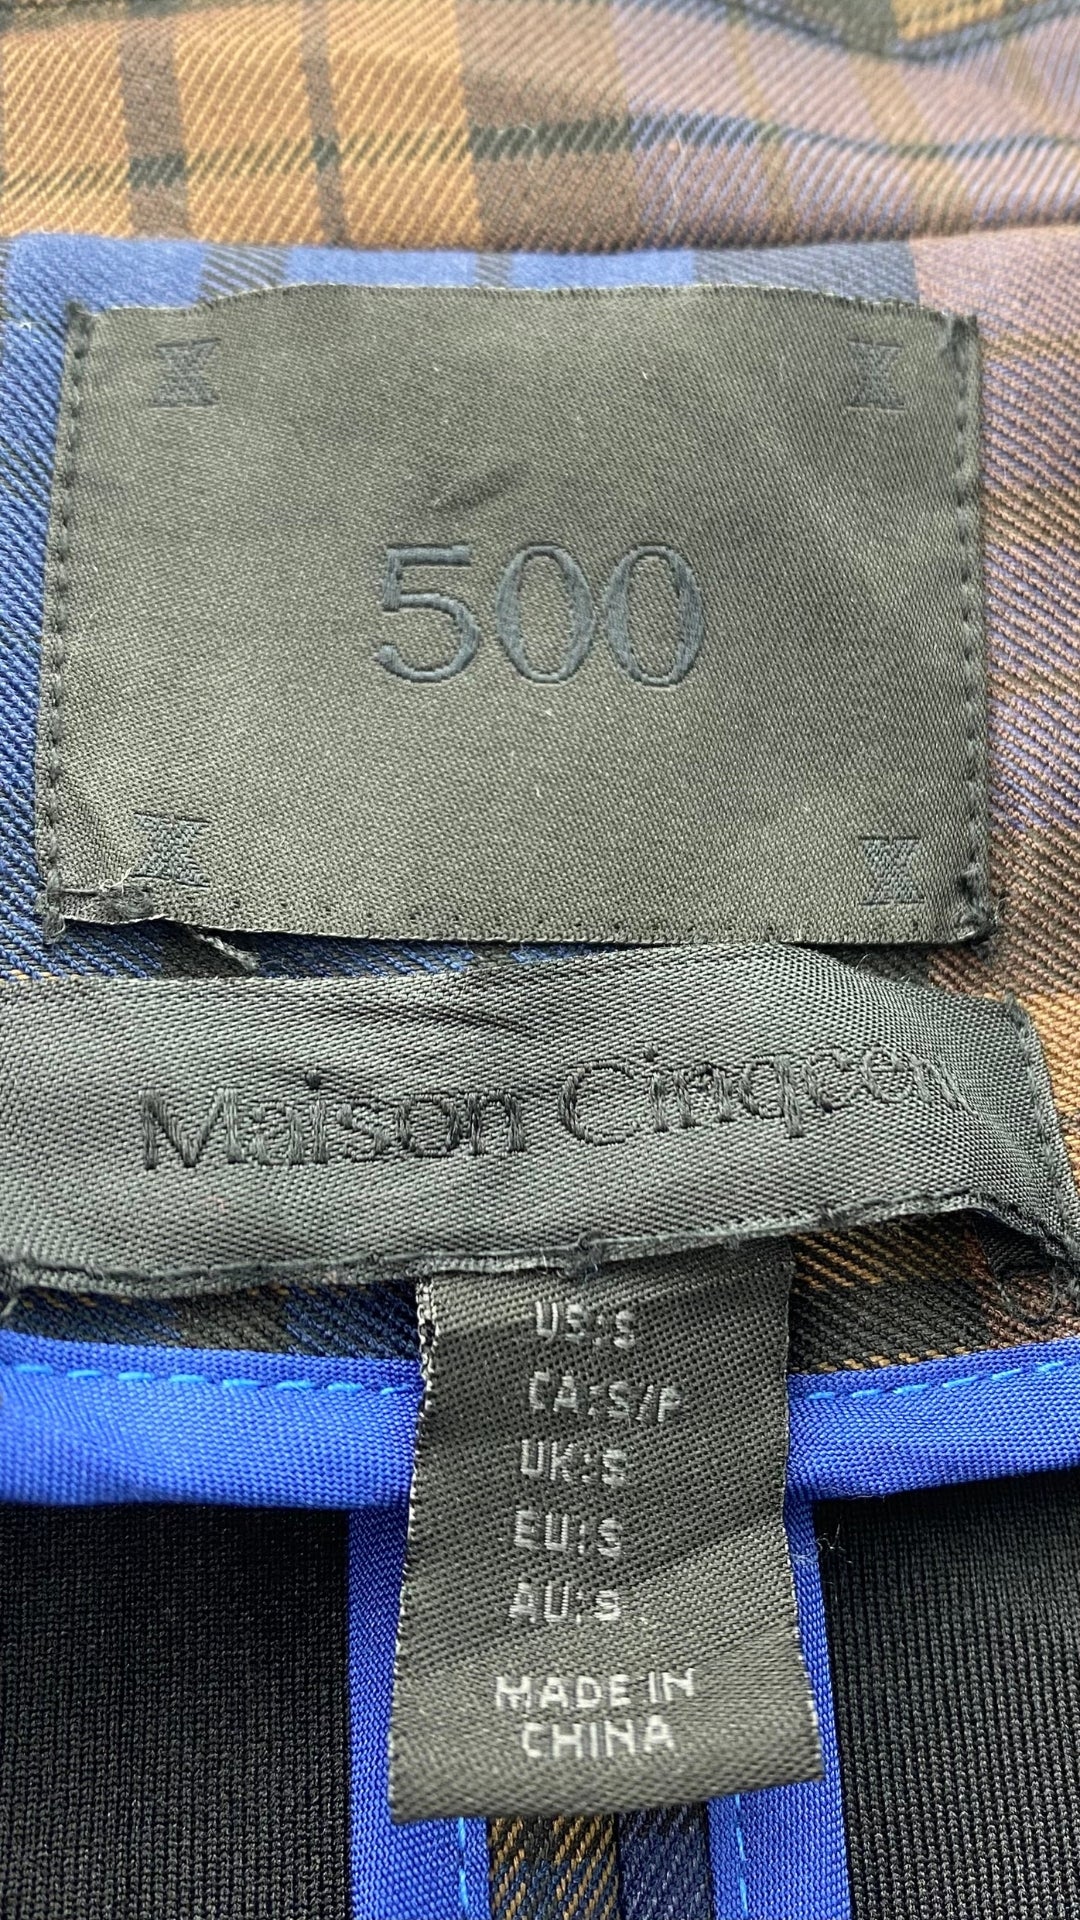 X X
500
X X
Maison Cinqcen
US:S
CA:S/P
UK:S
EU:S
AU:S
MADE IN
CHINA